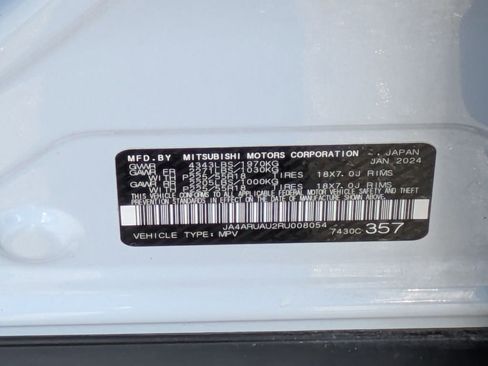 MFD. BY MITSUBISHI MOTORS CORPORATION JAPAN
GVWR 4343LBS/1970KG JAN 2024
GAWR FR 2271LBS/1030KG
WITH P225/55R18 TIRES 18X7.0J RIMS
GAWR RR 2205LBS/1000KG
WITH P225/55R18 TIRES 18X7.0J RIMS
THIS VEHICLE CONFORMS TO ALL APPLICABLE FEDERAL MOTOR VEHICLE SAFETY AND THEFT
PREVENTION STANDARDS IN EFFECT ON THE DATE OF MANUFACTURE SHOWN ABOVE.
JA4ARUAU2RU008054
VEHICLE TYPE: MPV 7430C 357